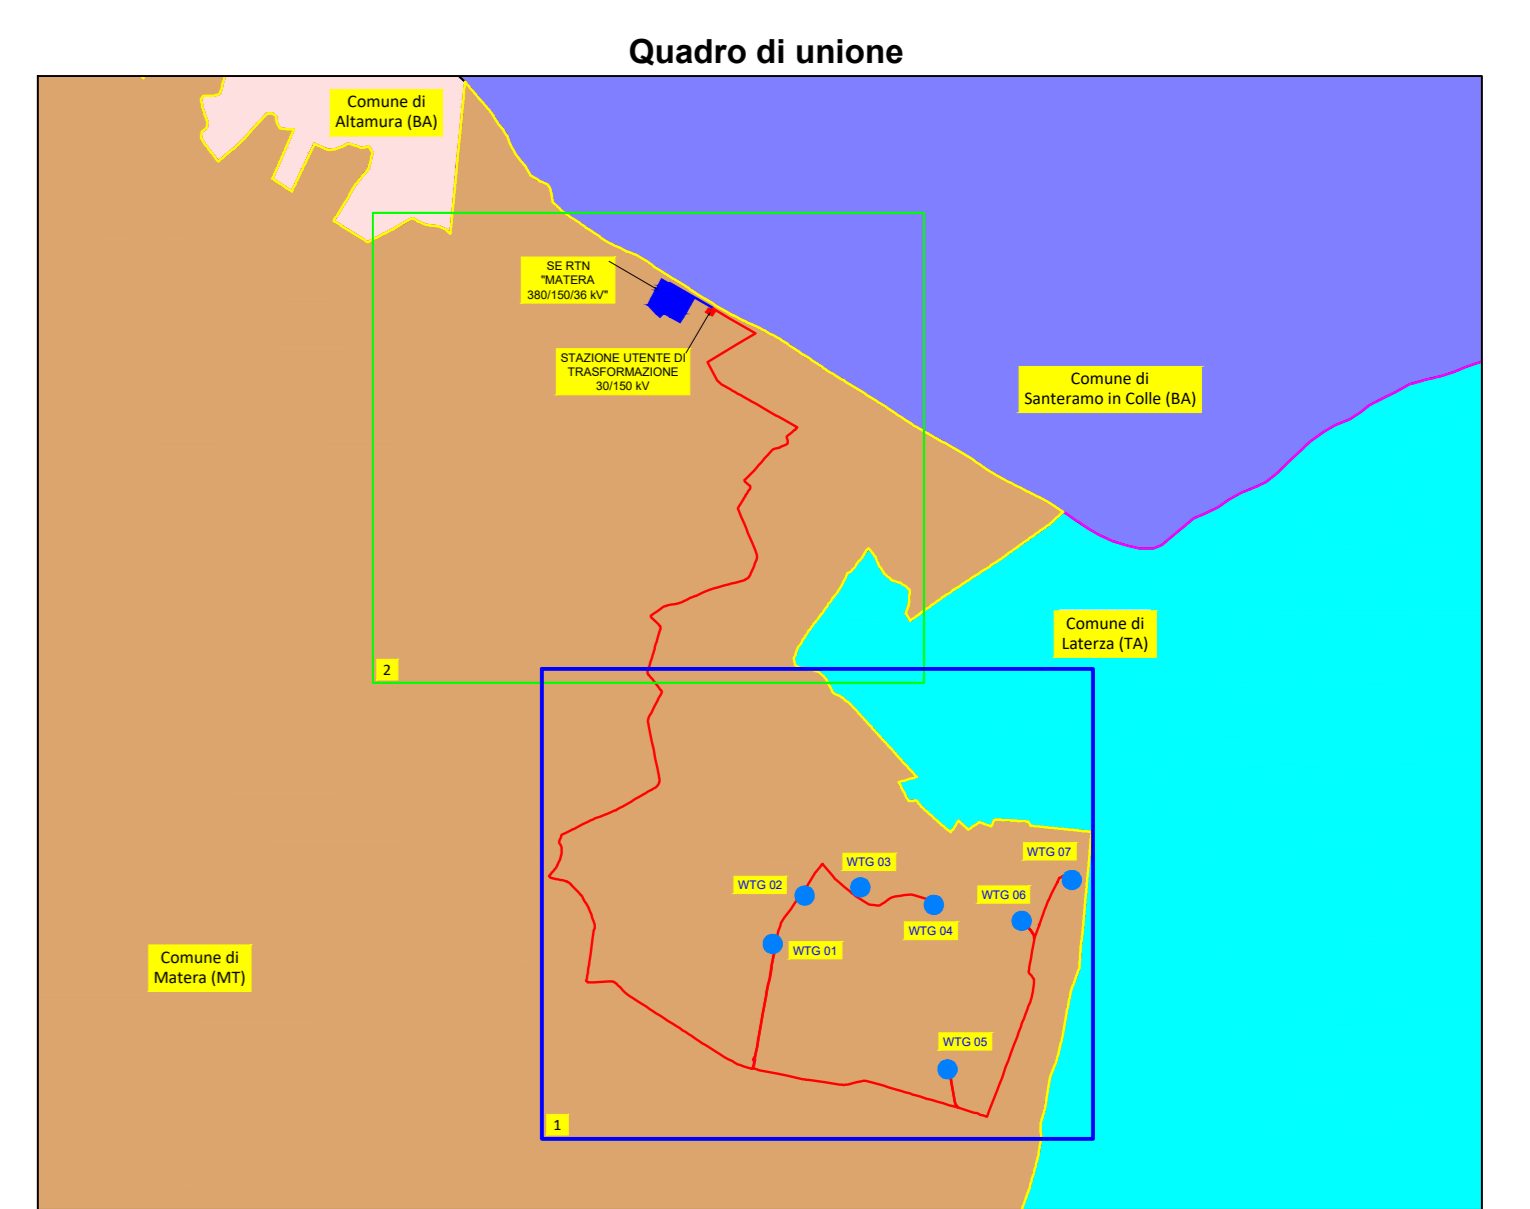 Quadro di unione
Comune di
Altamura (BA)
SE RTN
"MATERA
380/150/36 kV"
STAZIONE UTENTE DI
TRASFORMAZIONE
30/150 kV
Comune di
Santeramo in Colle (BA)
Comune di
Laterza (TA)
2
WTG 07
WTG 03
WTG 02
WTG 06
WTG 04
WTG 01
Comune di
Matera (MT)
WTG 05
1